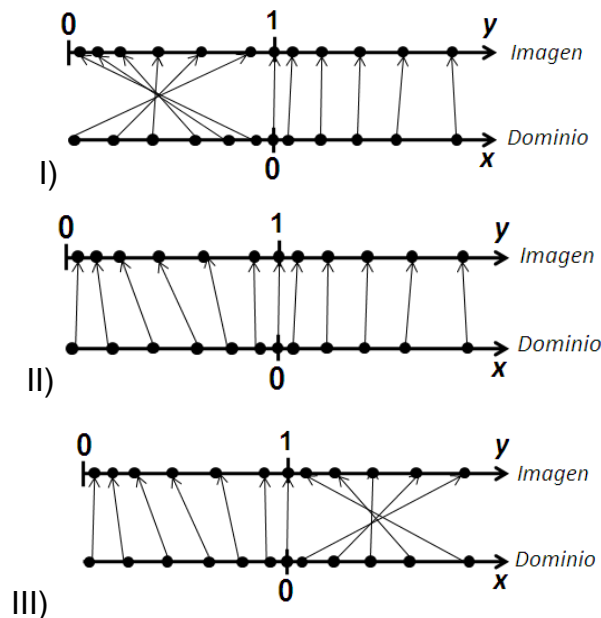 0 1 y
Imagen
Dominio
I) 0 x
0 1 y
Imagen
Dominio
II) 0 x
0 1 y
Imagen
Dominio
0 x
III)